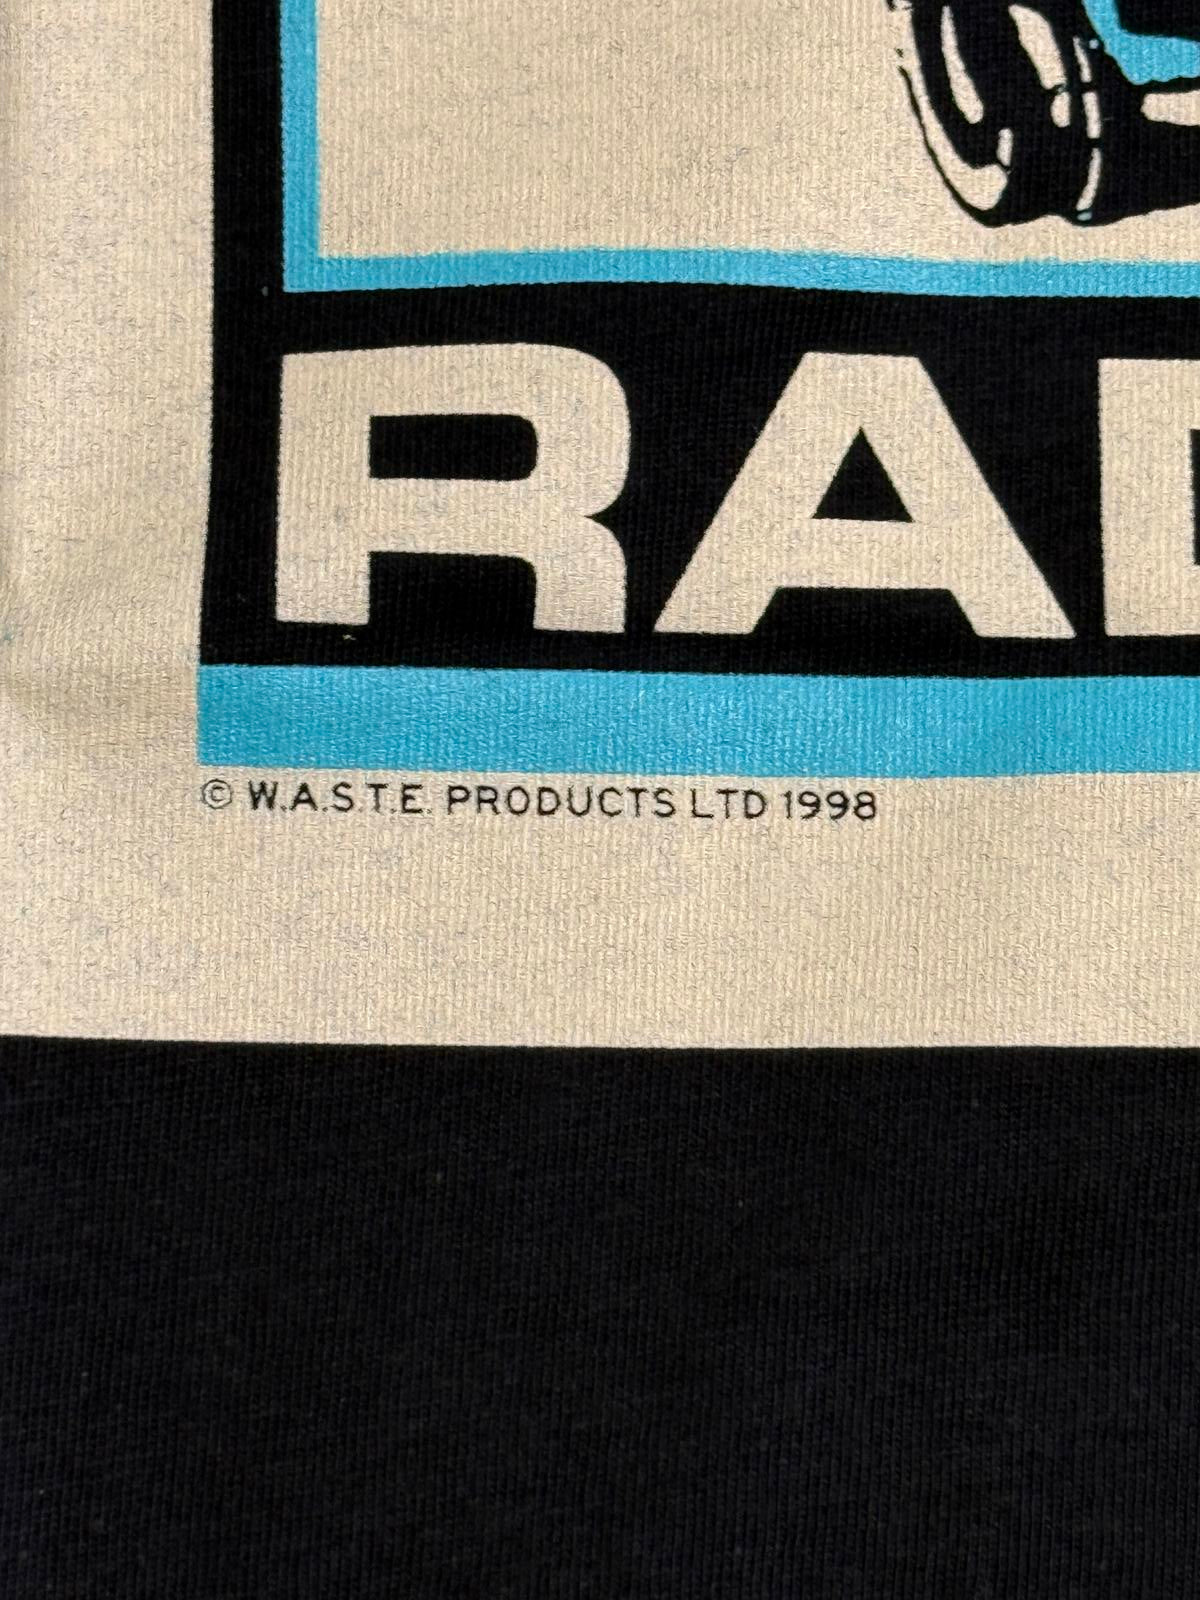 RAD
© W.A.S.T.E. PRODUCTS LTD 1998